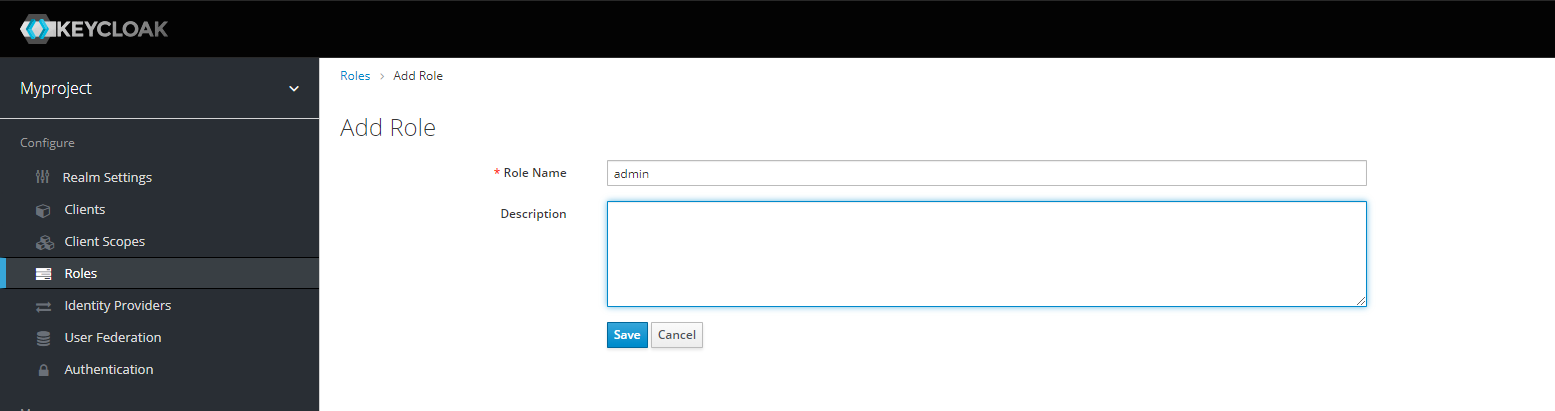 KEYCLOAK
Myproject
Roles > Add Role
Configure
Add Role
Realm Settings
* Role Name admin
Clients
Description
Client Scopes
Roles
Identity Providers
User Federation
Save Cancel
Authentication